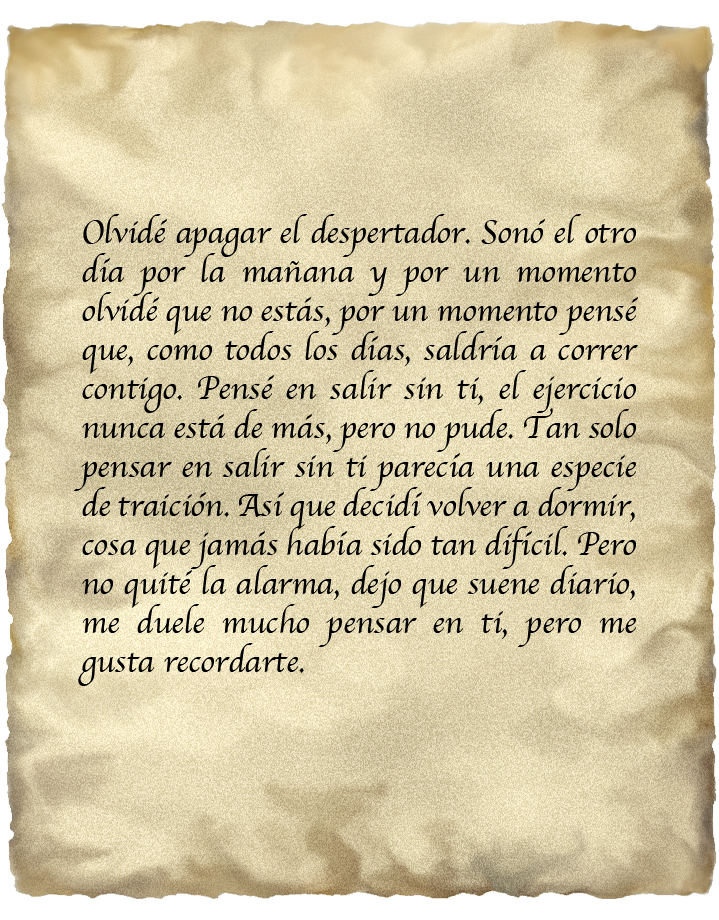 Olvidé apagar el despertador. Sonó el otro
día por la mañana y por un momento
olvidé que no estás, por un momento pensé
que, como todos los días, saldría a correr
contigo. Pensé en salir sin ti, el ejercicio
nunca está de más, pero no pude. Tan solo
pensar en salir sin ti parecía una especie
de traición. Así que decidí volver a dormir,
cosa que jamás había sido tan difícil. Pero
no quité la alarma, dejo que suene diario,
me duele mucho pensar en ti, pero me
gusta recordarte.